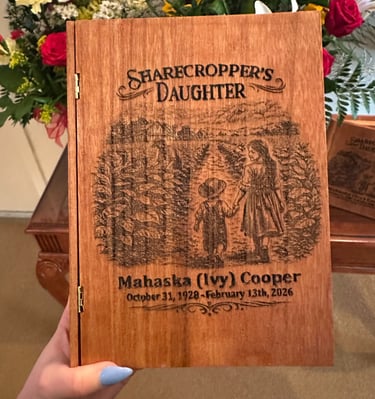 SHARECROPPER'S
DAUGHTER
Mahaska (Ivy) Cooper
October 31, 1928-February 13th, 2026